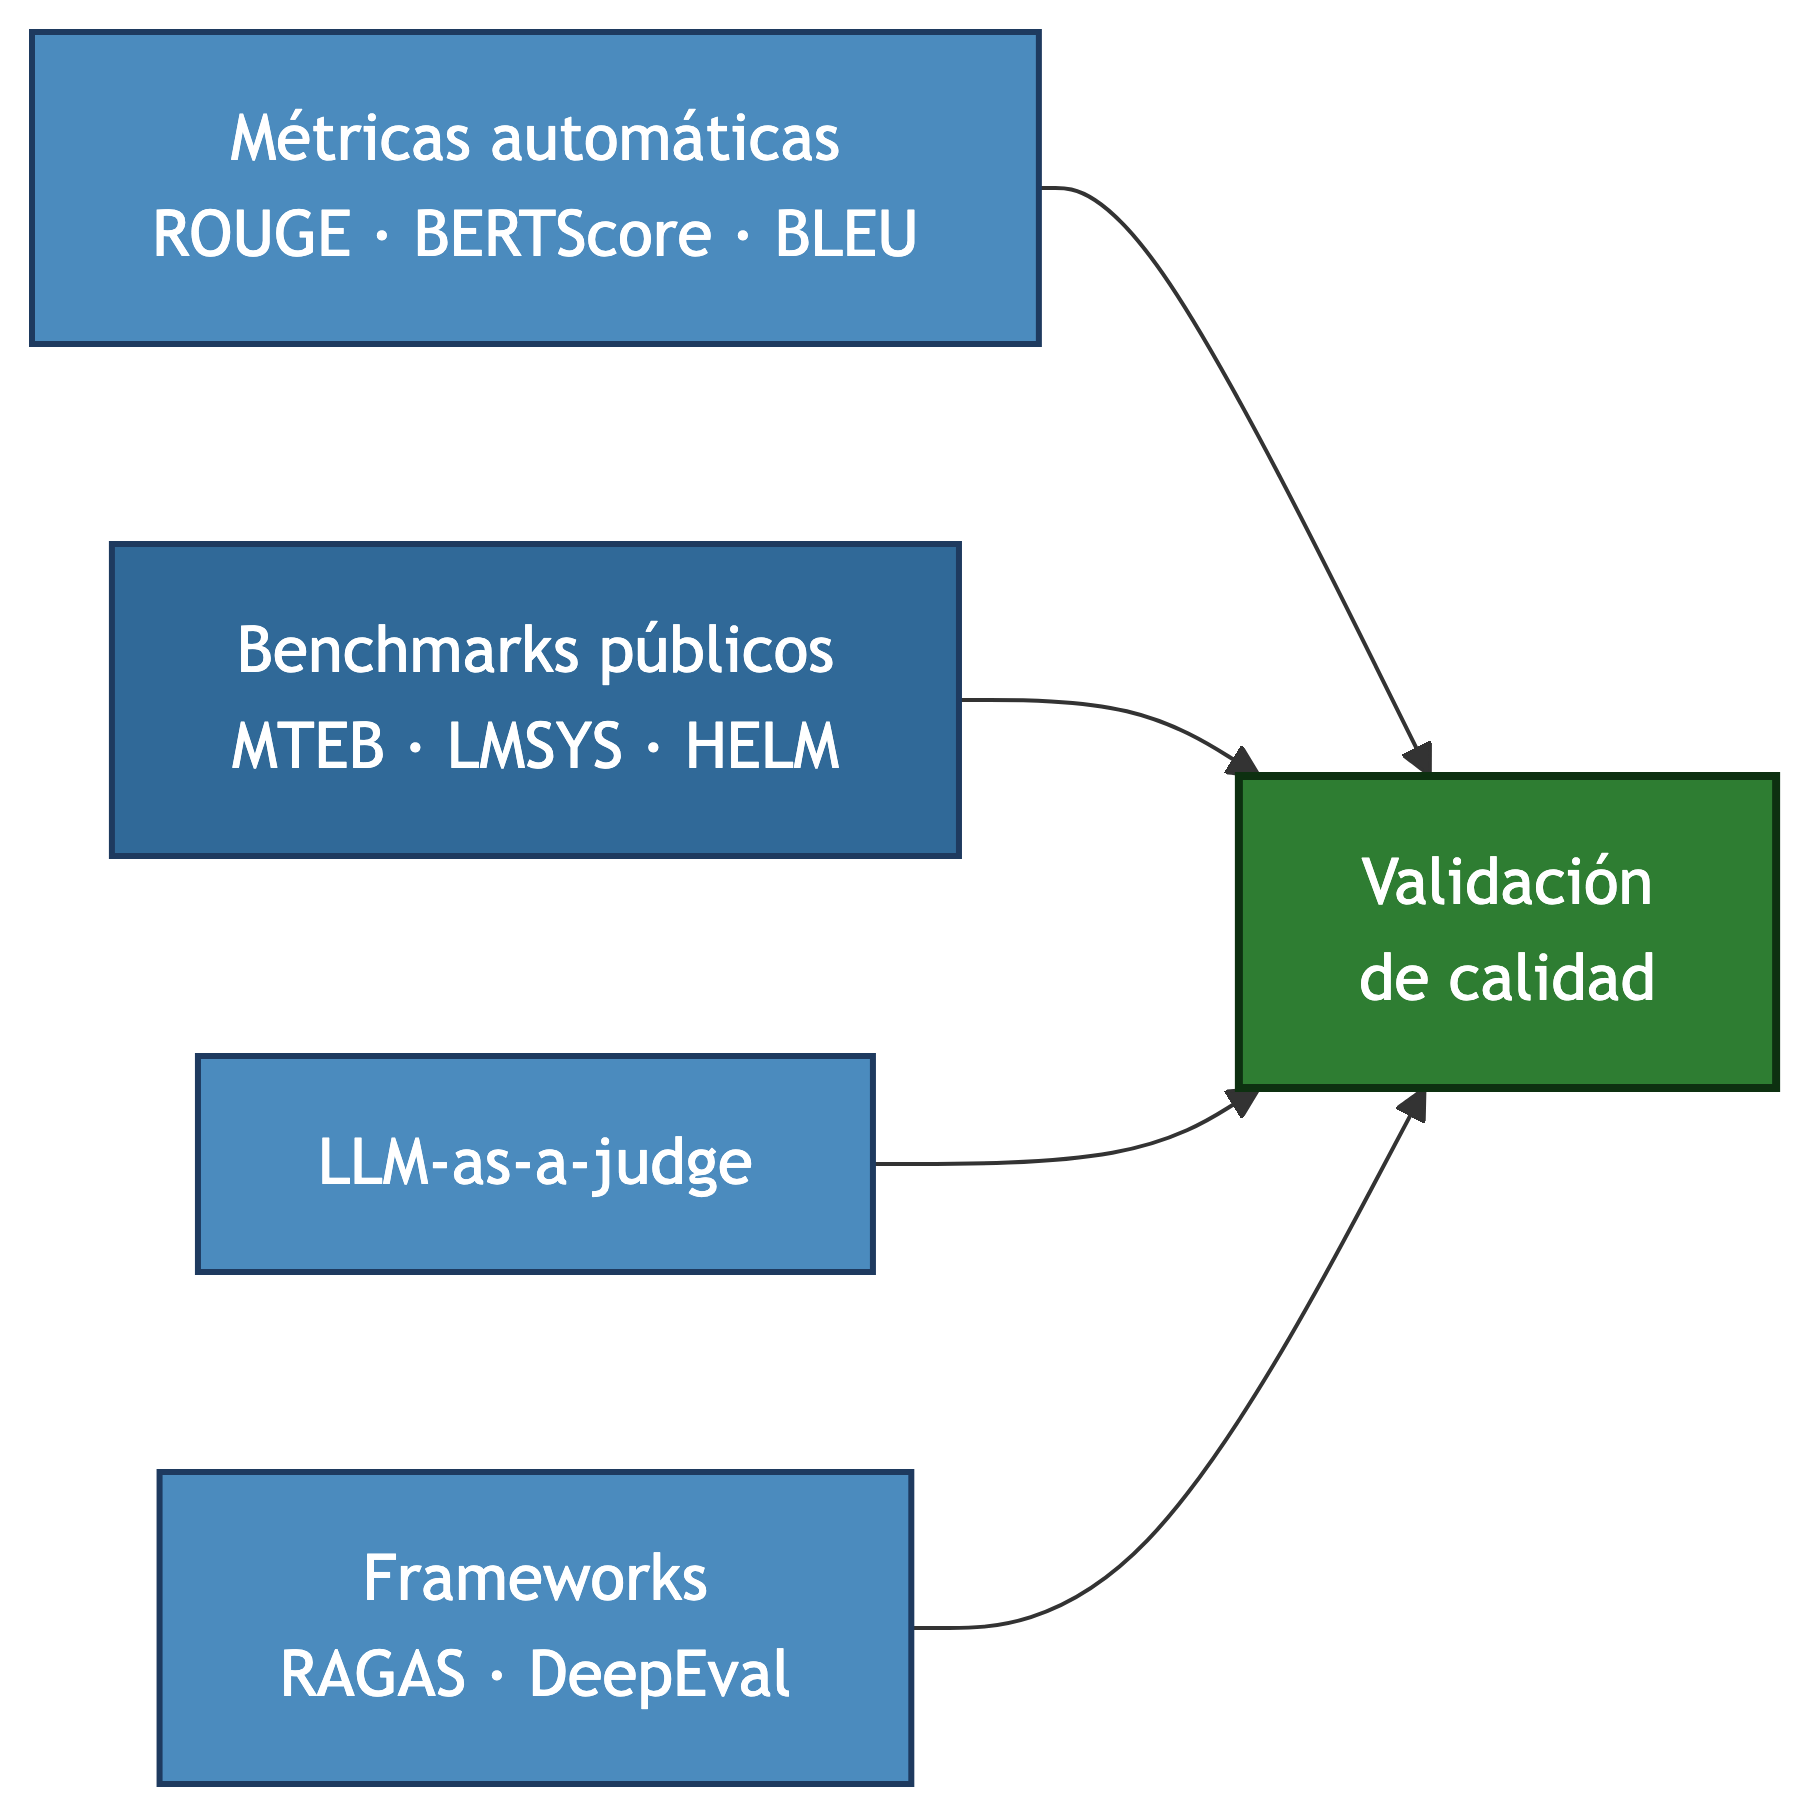 Métricas automáticas
ROUGE · BERTScore · BLEU
Benchmarks públicos
MTEB · LMSYS · HELM
Validación
de calidad
LLM-as-a-judge
Frameworks
RAGAS · DeepEval